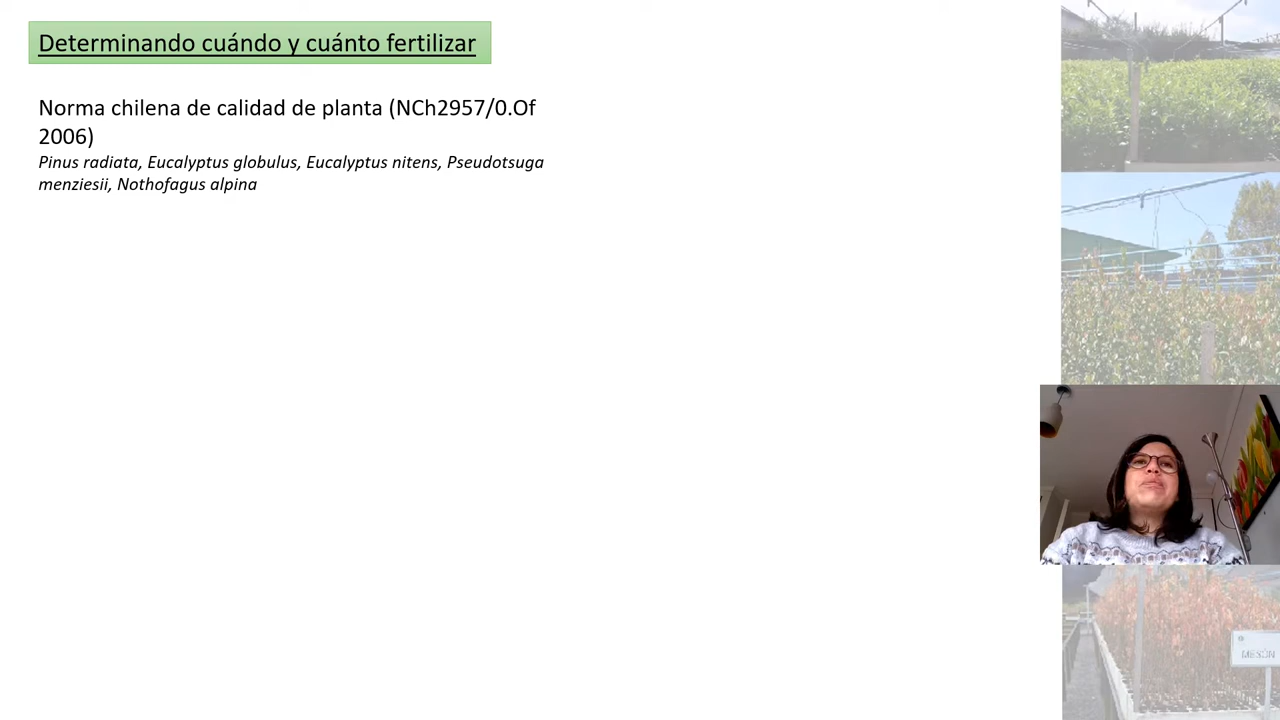 Determinando cuándo y cuánto fertilizar
Norma chilena de calidad de planta (NCh2957/0.Of
2006)
Pinus radiata, Eucalyptus globulus, Eucalyptus nitens, Pseudotsuga
menziesii, Nothofagus alpina
MESÓN